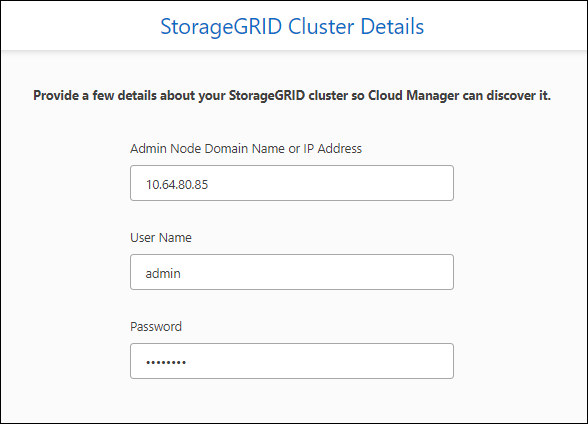 StorageGRID Cluster Details
Provide a few details about your StorageGRID cluster so Cloud Manager can discover it.
Admin Node Domain Name or IP Address
10.64.80.85
User Name
admin
Password
••••••••